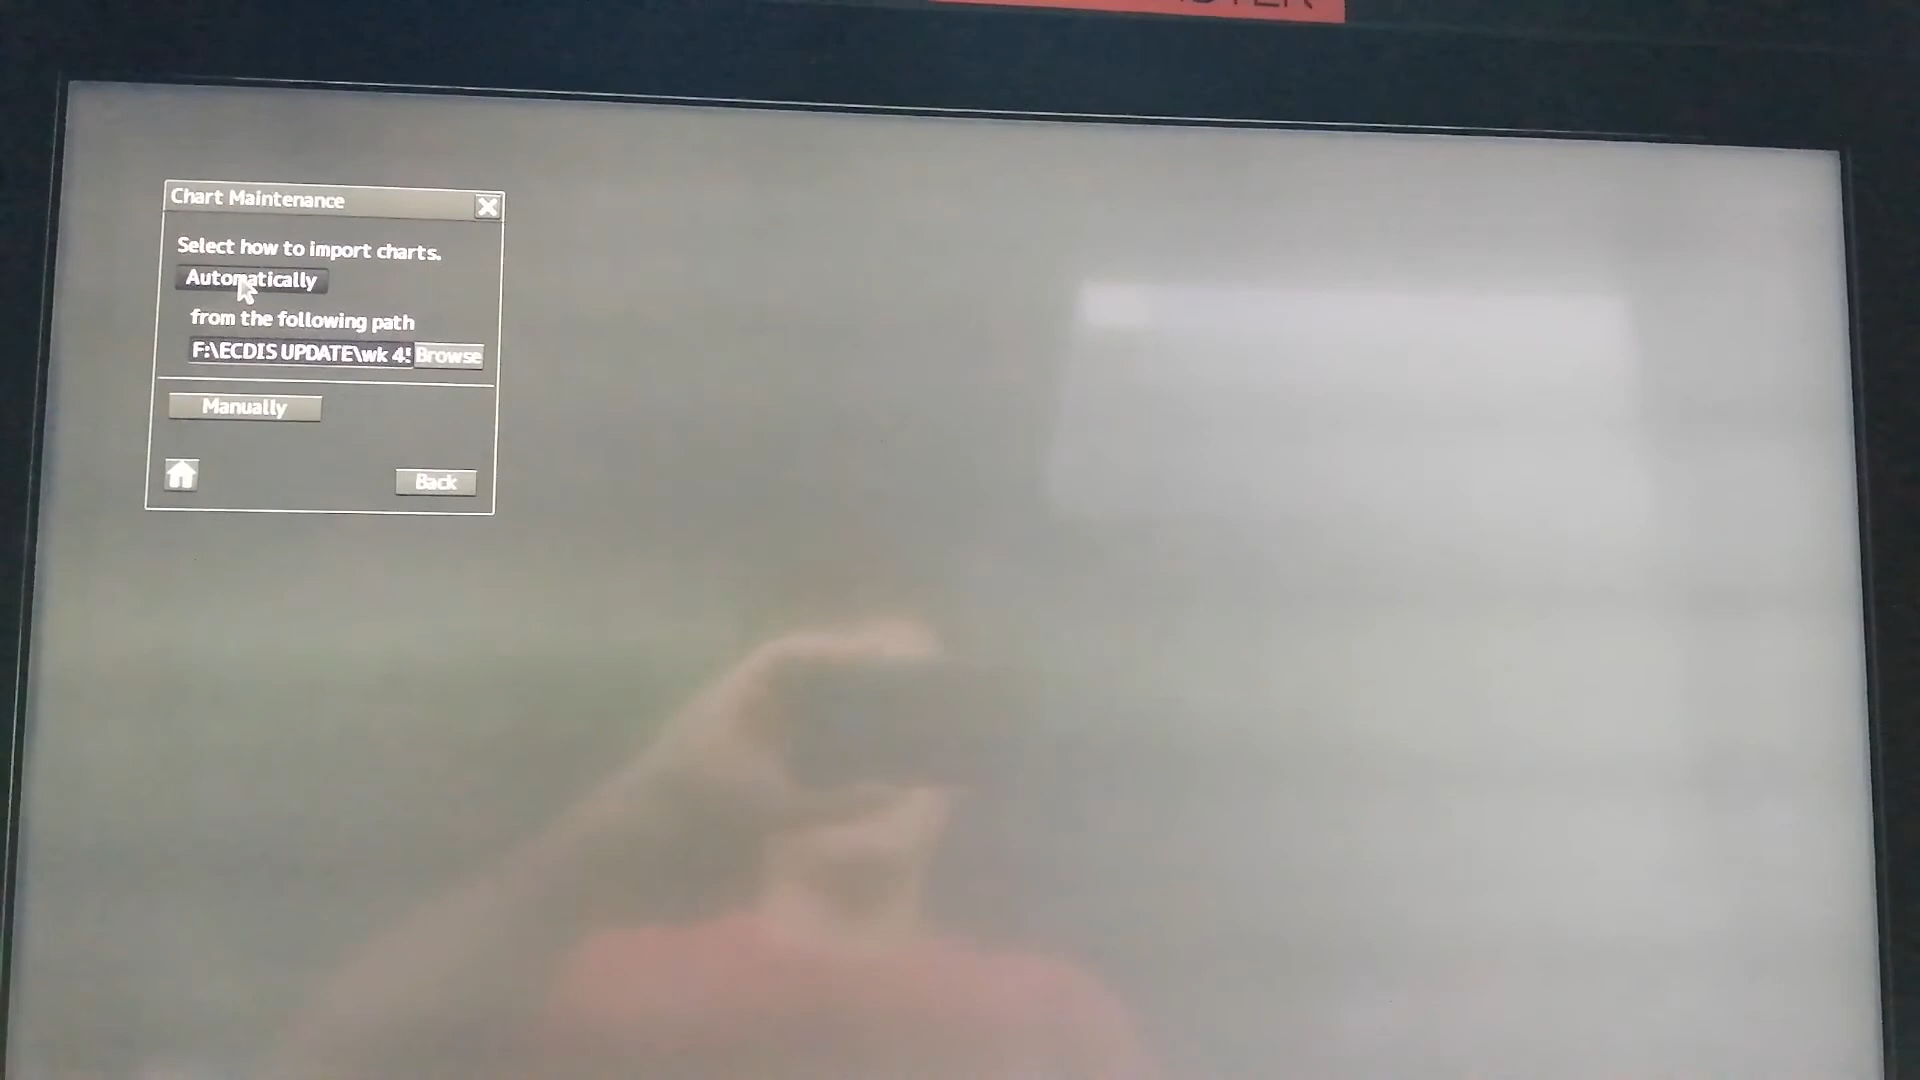 Chart Maintenance
Select how to import charts.
Automatically
from the following path
F:\ECDIS UPDATE\wk 4
Browse
Manually
Back